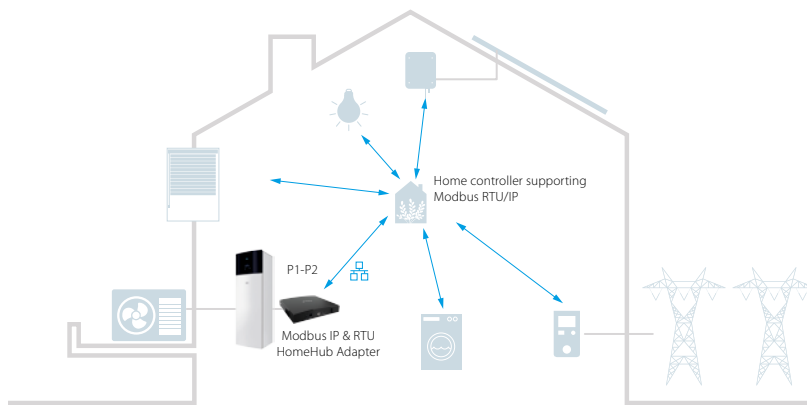 Home controller supporting
Modbus RTU/IP
P1-P2
Modbus IP & RTU
HomeHub Adapter